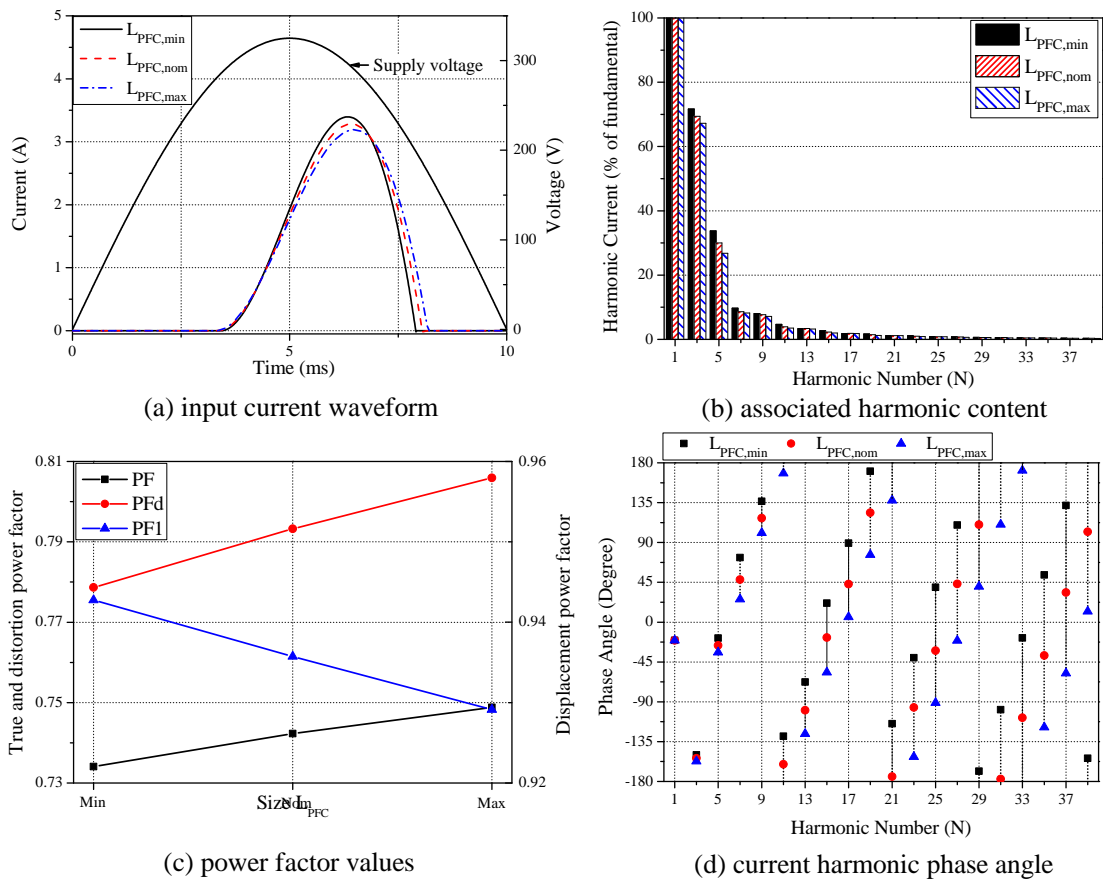 L_PFC,min
L_PFC,nom
L_PFC,max
Supply voltage
5
4
3
2
1
0
Current (A)
300
200
100
0
Voltage (V)
0 5 10
Time (ms)
(a) input current waveform
L_PFC,min
L_PFC,nom
L_PFC,max
100
80
60
40
20
0
Harmonic Current (% of fundamental)
1 5 9 13 17 21 25 29 33 37
Harmonic Number (N)
(b) associated harmonic content
PF
PFd
PF1
0.81
0.79
0.77
0.75
0.73
True and distortion power factor
0.96
0.94
0.92
Displacement power factor
Min Nom Max
Size L_PFC
(c) power factor values
L_PFC,min L_PFC,nom L_PFC,max
180
135
90
45
0
-45
-90
-135
-180
Phase Angle (Degree)
1 5 9 13 17 21 25 29 33 37
Harmonic Number (N)
(d) current harmonic phase angle